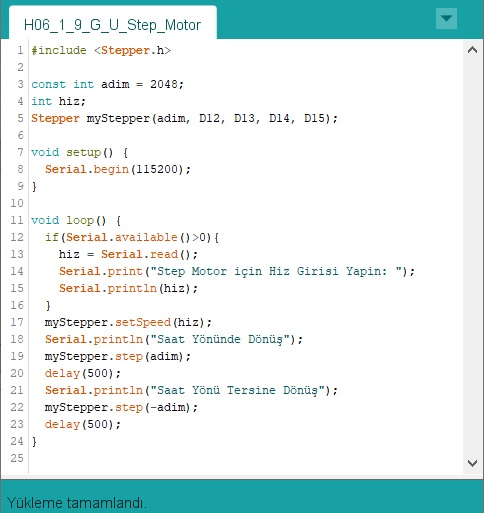 H06_1_9_G_U_Step_Motor
1 #include <Stepper.h>
2
3 const int adim = 2048;
4 int hiz;
5 Stepper myStepper(adim, D12, D13, D14, D15);
6
7 void setup() {
8   Serial.begin(115200);
9 }
10
11 void loop() {
12   if(Serial.available()>0){
13     hiz = Serial.read();
14     Serial.print("Step Motor için Hiz Girisi Yapin: ");
15     Serial.println(hiz);
16   }
17   myStepper.setSpeed(hiz);
18   Serial.println("Saat Yönünde Dönüş");
19   myStepper.step(adim);
20   delay(500);
21   Serial.println("Saat Yönü Tersine Dönüş");
22   myStepper.step(-adim);
23   delay(500);
24 }
25
Yükleme tamamlandı.